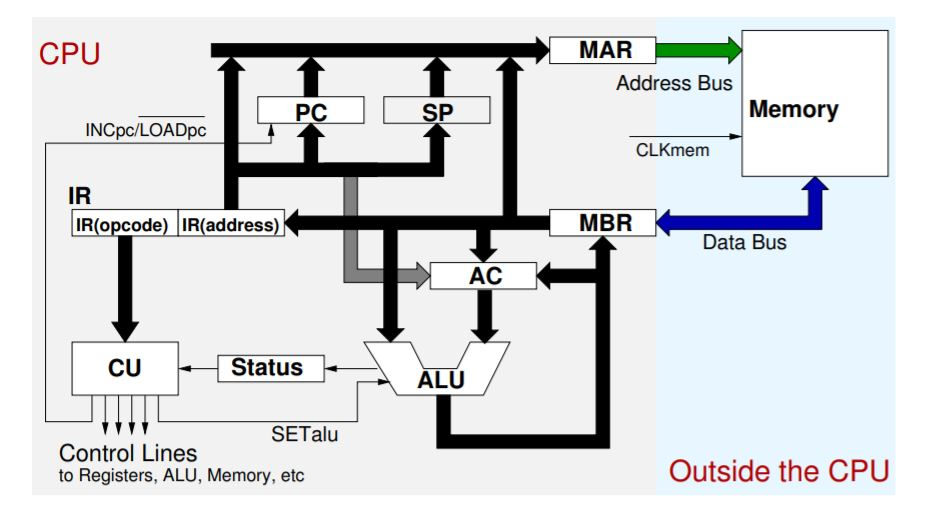 CPU
MAR
Address Bus
Memory
PC
SP
INCpc/LOADpc
CLKmem
IR
IR(opcode)
IR(address)
MBR
Data Bus
AC
CU
Status
ALU
SETalu
Control Lines
to Registers, ALU, Memory, etc
Outside the CPU